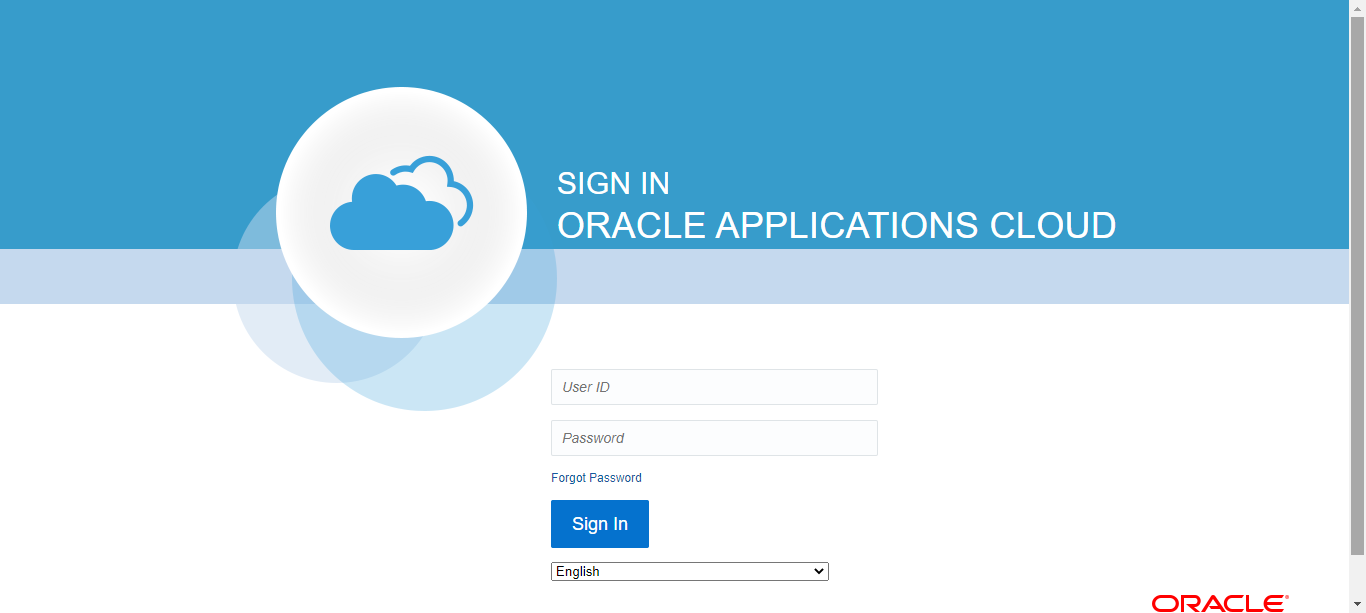 SIGN IN
ORACLE APPLICATIONS CLOUD
User ID
Password
Forgot Password
Sign In
English
ORACLE®